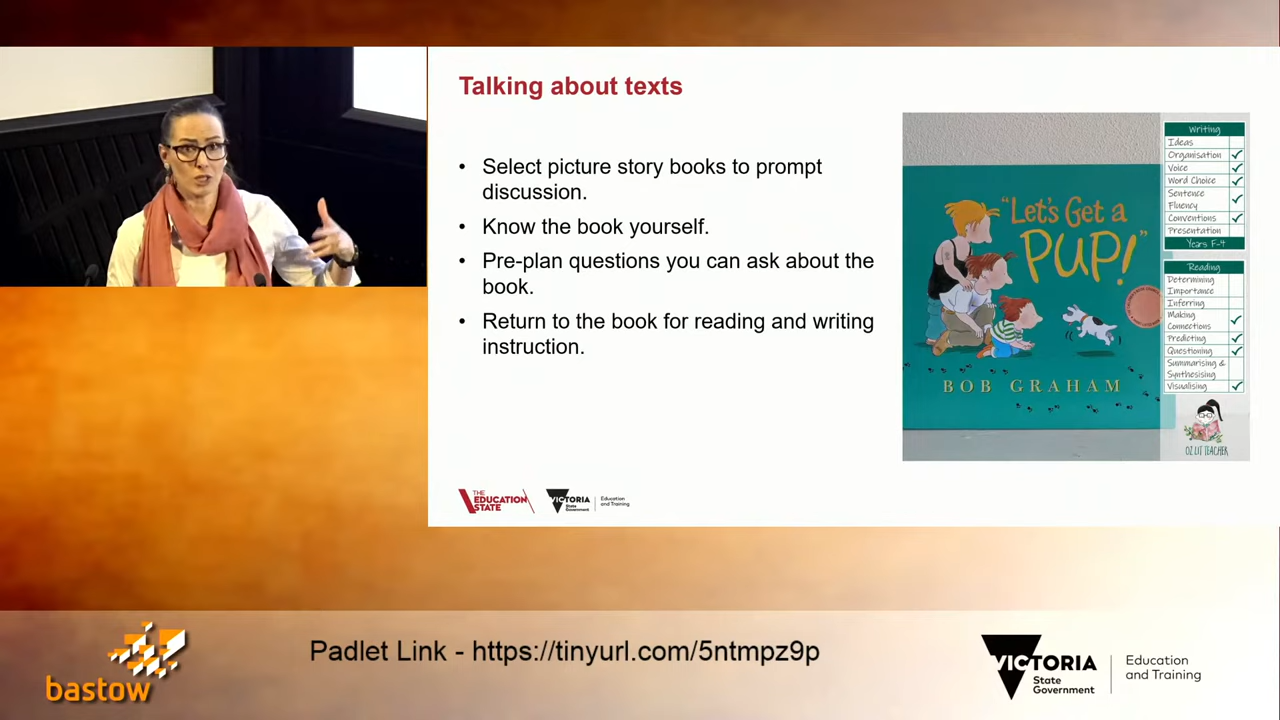 Talking about texts
• Select picture story books to prompt
discussion.
• Know the book yourself.
• Pre-plan questions you can ask about the
book.
• Return to the book for reading and writing
instruction.
"Let's Get a
PUP!"
BOB GRAHAM
Writing
Ideas
Organisation ✓
Voice ✓
Word Choice ✓
Sentence
Fluency ✓
Conventions ✓
Presentation
Years F-4
Reading
Determining
Importance
Inferring
Making
Connections ✓
Predicting ✓
Questioning ✓
Summarising &
Synthesising
Visualising ✓
OZ LIT TEACHER
THE
EDUCATION
STATE
VICTORIA
State
Government
Education
and Training
bastow
Padlet Link - https://tinyurl.com/5ntmpz9p
VICTORIA
State
Government
Education
and Training